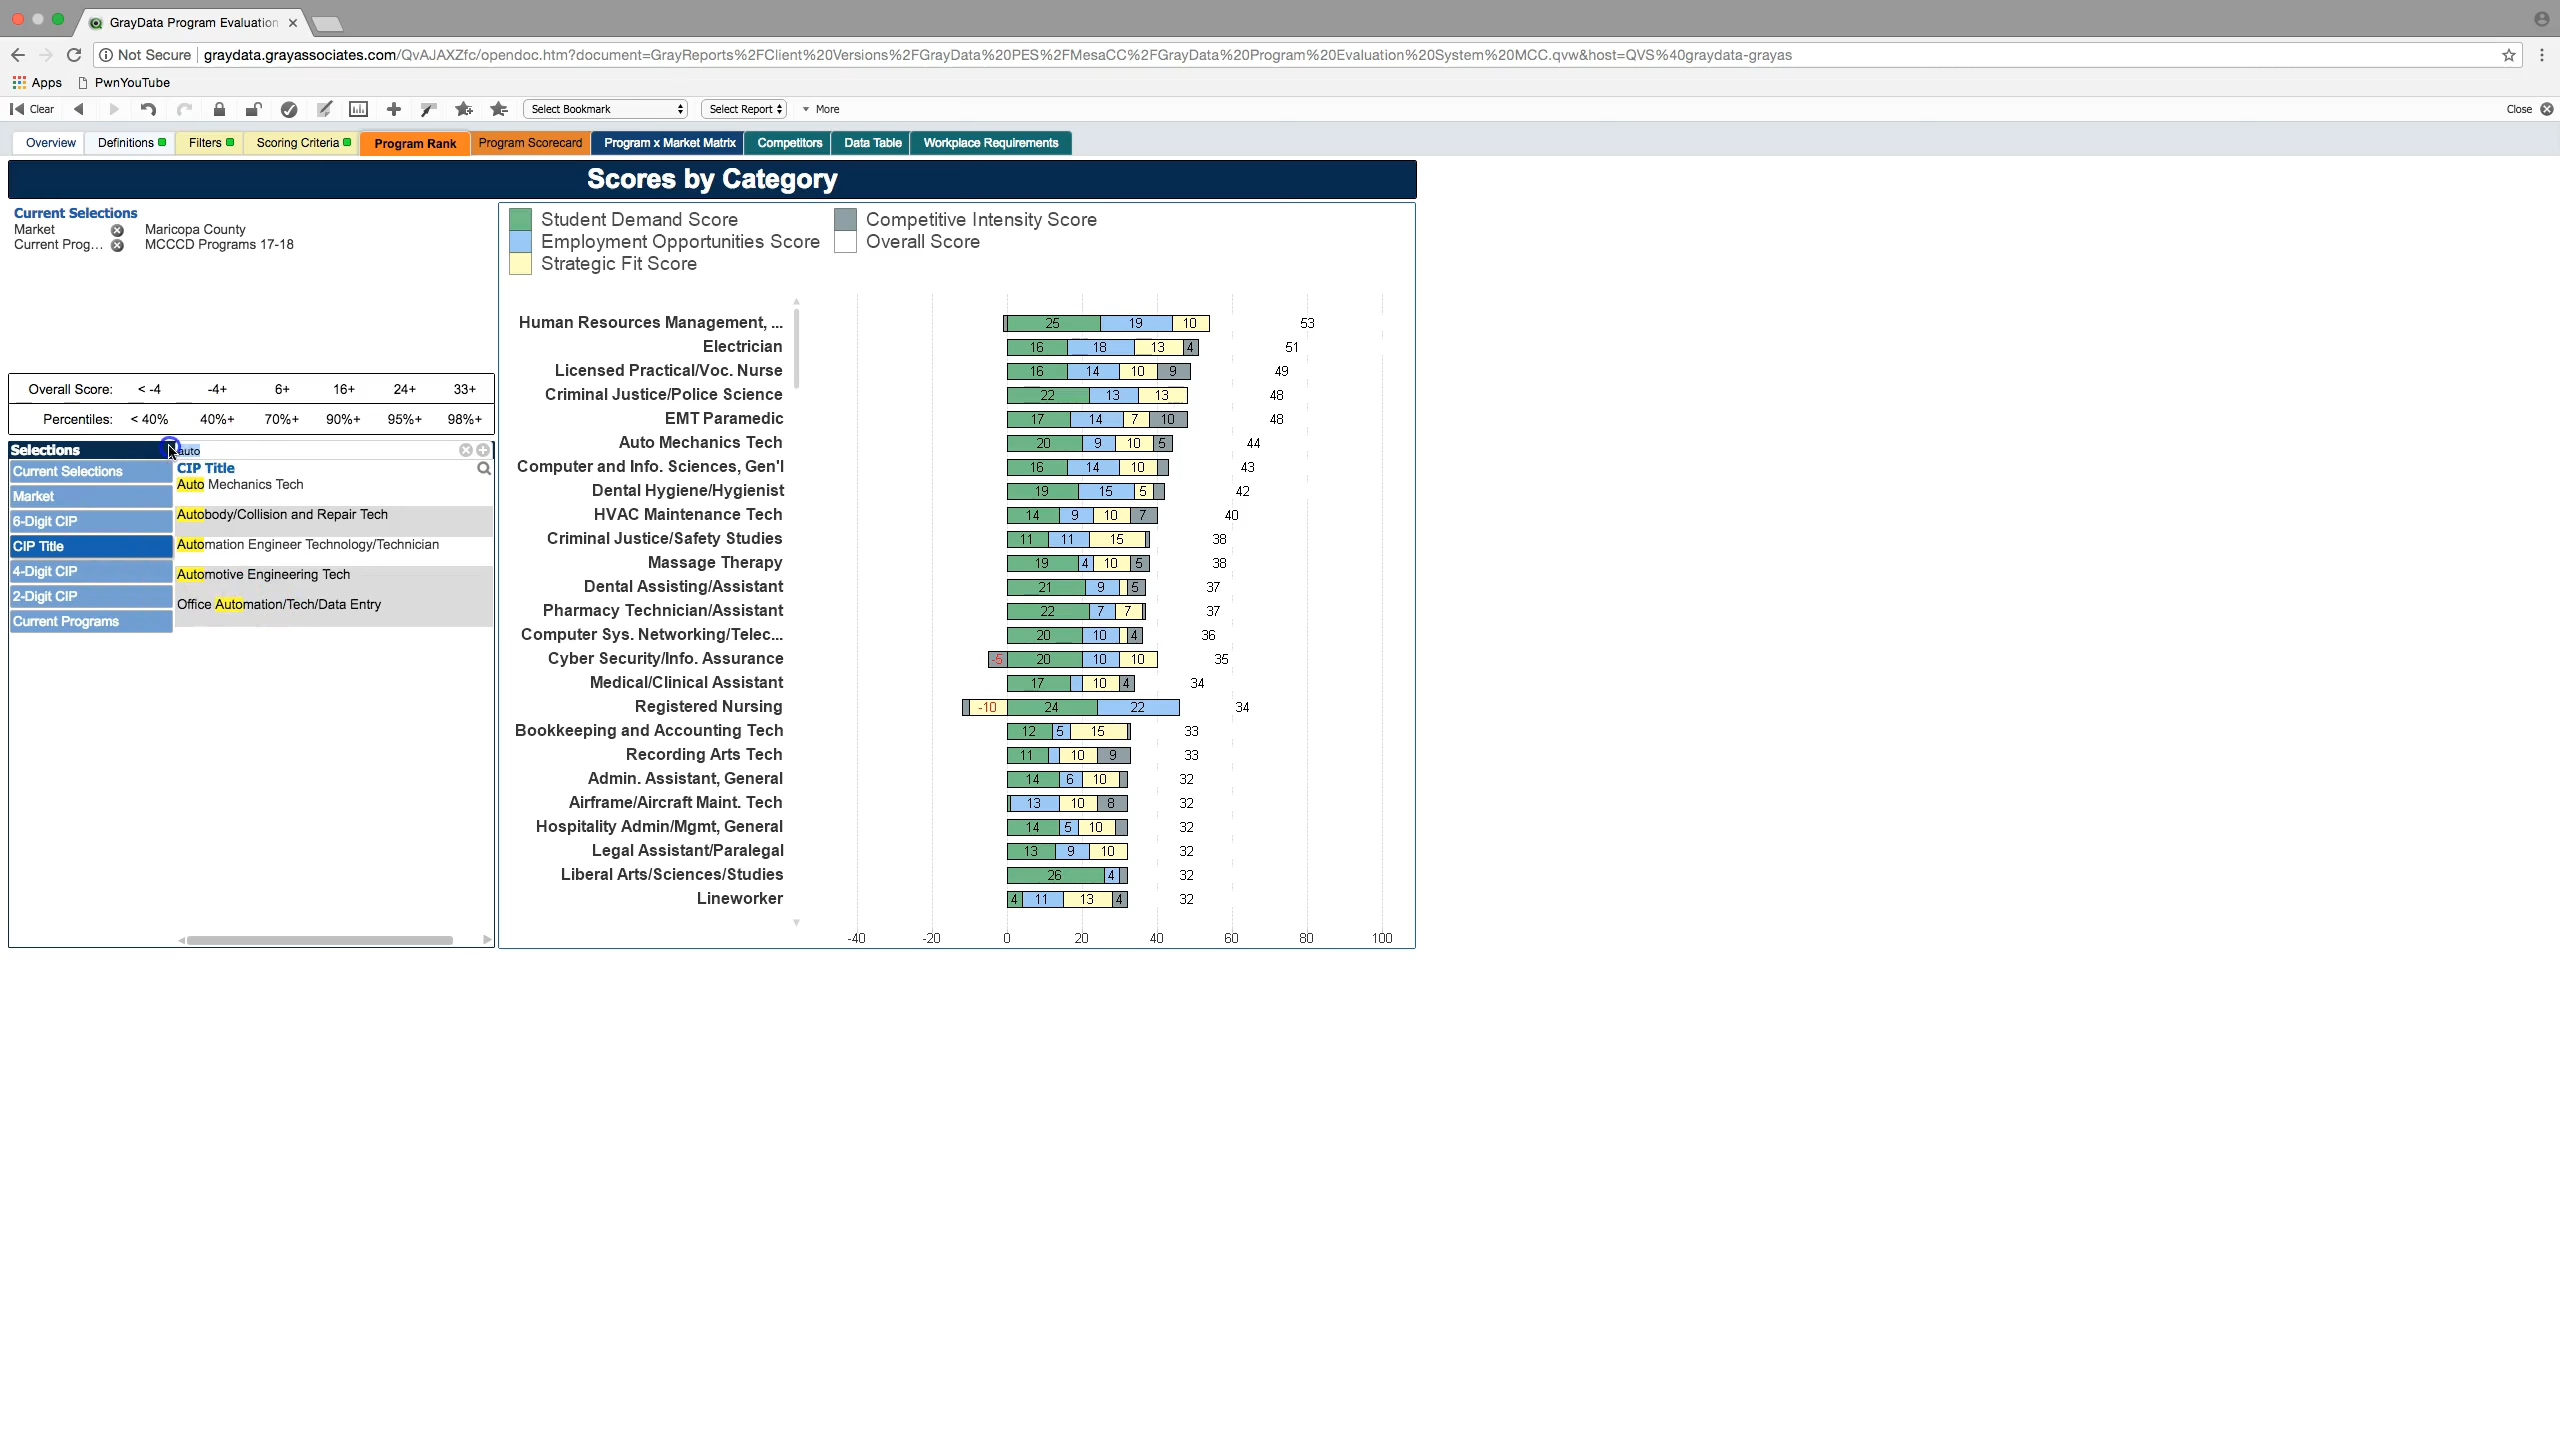 GrayData Program Evaluation
Not Secure graydata.grayassociates.com/QvAJAXZfc/opendoc.htm?document=GrayReports%2FClient%20Versions%2FGrayData%20PES%2FMesaCC%2FGrayData%20Program%20Evaluation%20System%20MCC.qvw&host=QVS%40graydata-grayas
Apps PwnYouTube
Clear Select Bookmark Select Report More Close
Overview Definitions Filters Scoring Criteria Program Rank Program Scorecard Program x Market Matrix Competitors Data Table Workplace Requirements
Scores by Category
Current Selections
Market Maricopa County
Current Prog... MCCCD Programs 17-18
Overall Score: < -4 -4+ 6+ 16+ 24+ 33+
Percentiles: < 40% 40%+ 70%+ 90%+ 95%+ 98%+
Selections
Current Selections
Market
6-Digit CIP
CIP Title
4-Digit CIP
2-Digit CIP
Current Programs
auto
CIP Title
Auto Mechanics Tech
Autobody/Collision and Repair Tech
Automation Engineer Technology/Technician
Automotive Engineering Tech
Office Automation/Tech/Data Entry
Student Demand Score
Employment Opportunities Score
Strategic Fit Score
Competitive Intensity Score
Overall Score
Human Resources Management, ... 25 19 10 53
Electrician 16 18 13 4 51
Licensed Practical/Voc. Nurse 16 14 10 9 49
Criminal Justice/Police Science 22 13 13 48
EMT Paramedic 17 14 7 10 48
Auto Mechanics Tech 20 9 10 5 44
Computer and Info. Sciences, Gen'l 16 14 10 43
Dental Hygiene/Hygienist 19 15 5 42
HVAC Maintenance Tech 14 9 10 7 40
Criminal Justice/Safety Studies 11 11 15 38
Massage Therapy 19 4 10 5 38
Dental Assisting/Assistant 21 9 5 37
Pharmacy Technician/Assistant 22 7 7 37
Computer Sys. Networking/Telec... 20 10 4 36
Cyber Security/Info. Assurance -5 20 10 10 35
Medical/Clinical Assistant 17 10 4 34
Registered Nursing -10 24 22 34
Bookkeeping and Accounting Tech 12 5 15 33
Recording Arts Tech 11 10 9 33
Admin. Assistant, General 14 6 10 32
Airframe/Aircraft Maint. Tech 13 10 8 32
Hospitality Admin/Mgmt, General 14 5 10 32
Legal Assistant/Paralegal 13 9 10 32
Liberal Arts/Sciences/Studies 26 4 32
Lineworker 4 11 13 4 32
-40 -20 0 20 40 60 80 100